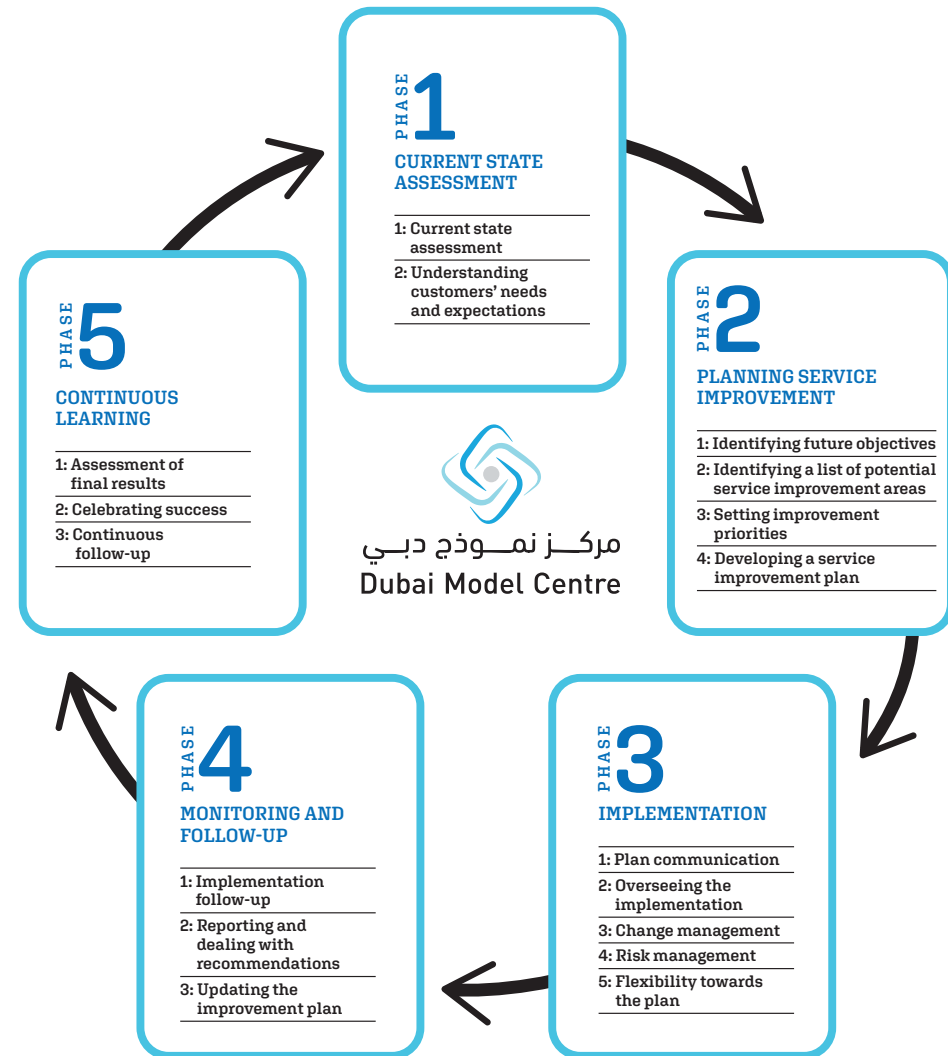 PHASE 1
CURRENT STATE
ASSESSMENT
1: Current state
assessment
2: Understanding
customers’ needs
and expectations
PHASE 2
PLANNING SERVICE
IMPROVEMENT
1: Identifying future objectives
2: Identifying a list of potential
service improvement areas
3: Setting improvement
priorities
4: Developing a service
improvement plan
PHASE 3
IMPLEMENTATION
1: Plan communication
2: Overseeing the
implementation
3: Change management
4: Risk management
5: Flexibility towards
the plan
PHASE 4
MONITORING AND
FOLLOW-UP
1: Implementation
follow-up
2: Reporting and
dealing with
recommendations
3: Updating the
improvement plan
PHASE 5
CONTINUOUS
LEARNING
1: Assessment of
final results
2: Celebrating success
3: Continuous
follow-up
مركـــز نمـــوذج دبـــي
Dubai Model Centre